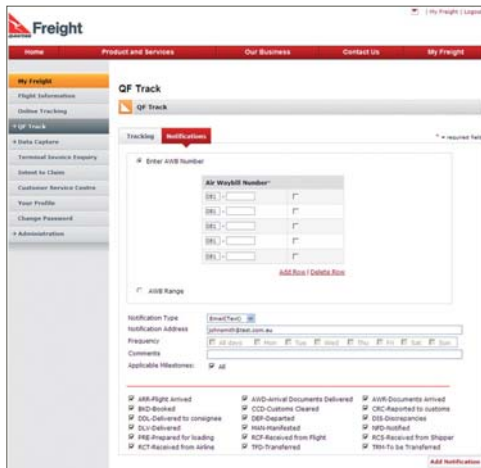 | My Freight | Logout
QANTAS
Freight
Home Product and Services Our Business Contact Us My Freight
My Freight
Flight Information
Online Tracking
QF Track
Data Capture
Terminal Invoice Enquiry
Intent to Claim
Customer Service Centre
Your Profile
Change Password
Administration
QF Track
QF Track
Tracking Notifications * = required field
Enter AWB Number
Air Waybill Number*
081 -
081 -
081 -
081 -
081 -
Add Row | Delete Row
AWB Range
Notification Type Email(Text)
Notification Address johnsmith@test.com.au
Frequency All days Mon Tue Wed Thu Fri Sat Sun
Comments
Applicable Milestones: All
ARR-Flight Arrived AWD-Arrival Documents Delivered AWR-Documents Arrived
BKD-Booked CCD-Customs Cleared CRC-Reported to customs
DDL-Delivered to consignee DEP-Departed DIS-Discrepancies
DLV-Delivered MAN-Manifested NFD-Notified
PRE-Prepared for loading RCF-Received from Flight RCS-Received from Shipper
RCT-Received from Airline TFD-Transferred TRM-To be Transferred
Add Notification